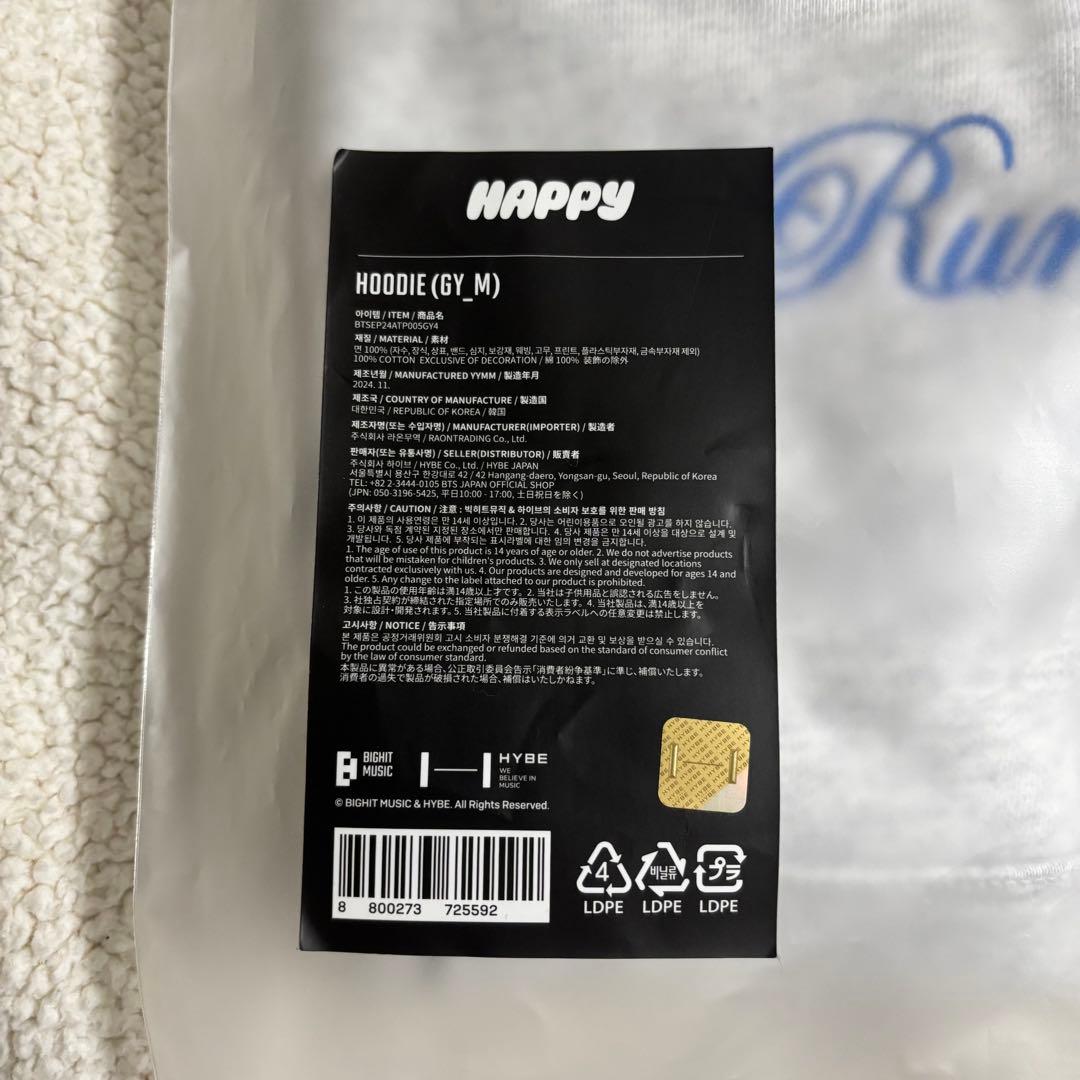 HAPPY
Run
HOODIE (GY_M)
아이템 / ITEM / 商品名
BTSEP24ATP005GY4
재질 / MATERIAL / 素材
면 100% (자수, 장식, 상표, 밴드, 심지, 보강재, 웨빙, 고무, 프린트, 플라스틱부자재, 금속부자재 제외)
100% COTTON EXCLUSIVE OF DECORATION / 綿 100% 装飾の除外
제조년월 / MANUFACTURED YYMM / 製造年月
2024. 11.
제조국 / COUNTRY OF MANUFACTURE / 製造国
대한민국 / REPUBLIC OF KOREA / 韓国
제조자명(또는 수입자명) / MANUFACTURER(IMPORTER) / 製造者
주식회사 라온무역 / RAONTRADING Co., Ltd.
판매자(또는 유통사명) / SELLER(DISTRIBUTOR) / 販賣者
주식회사 하이브 / HYBE Co., Ltd. / HYBE JAPAN
서울특별시 용산구 한강대로 42 / 42 Hangang-daero, Yongsan-gu, Seoul, Republic of Korea
TEL: +82 2-3444-0105 BTS JAPAN OFFICIAL SHOP
(JPN: 050-3196-5425, 平日10:00 - 17:00, 土日祝日を除く)
주의사항 / CAUTION / 注意 : 빅히트뮤직 & 하이브의 소비자 보호를 위한 판매 방침
1. 이 제품의 사용연령은 만 14세 이상입니다. 2. 당사는 어린이용품으로 오인될 광고를 하지 않습니다.
3. 당사와 독점 계약된 지정된 장소에서만 판매합니다. 4. 당사 제품은 만 14세 이상을 대상으로 설계 및
개발됩니다. 5. 당사 제품에 부착되는 표시라벨에 대한 임의 변경을 금지합니다.
1. The age of use of this product is 14 years of age or older. 2. We do not advertise products
that will be mistaken for children's products. 3. We only sell at designated locations
contracted exclusively with us. 4. Our products are designed and developed for ages 14 and
older. 5. Any change to the label attached to our product is prohibited.
1. この製品の使用年齢は満14歳以上才です。2. 当社は子供用品と誤認される広告をしません。
3. 社独占契約が締結された指定場所でのみ販売いたします。4. 当社製品は、満14歳以上を
対象に設計・開発されます。5. 当社製品に付着する表示ラベルへの任意変更は禁止します。
고시사항 / NOTICE / 告示事項
본 제품은 공정거래위원회 고시 소비자 분쟁해결 기준에 의거 교환 및 보상을 받으실 수 있습니다.
The product could be exchanged or refunded based on the standard of consumer conflict
by the law of consumer standard.
本製品に異常がある場合、公正取引委員会告示「消費者紛争基準」に準じ、補償いたします。
消費者の過失で製品が破損された場合、補償はいたしかねます。
BIGHIT
MUSIC
HYBE
WE
BELIEVE IN
MUSIC
© BIGHIT MUSIC & HYBE. All Rights Reserved.
8 800273 725592
4
LDPE
비닐류
LDPE
プラ
LDPE